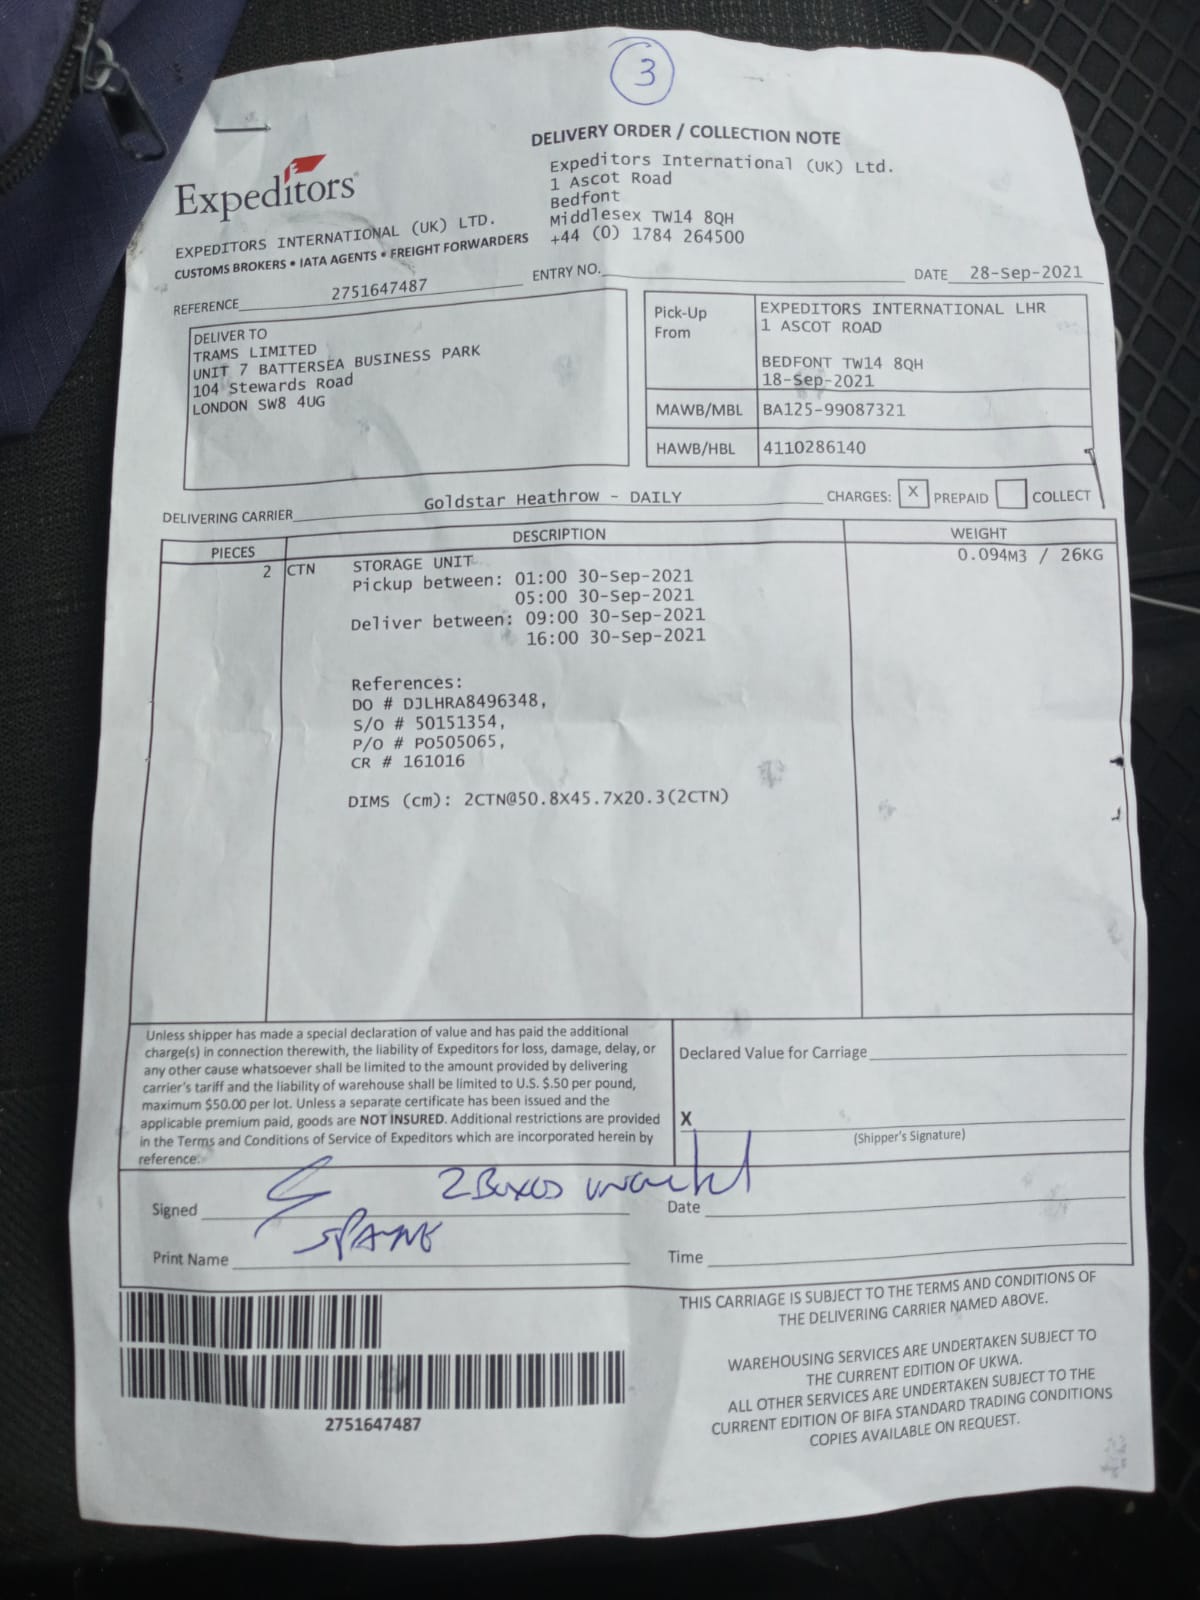 3
DELIVERY ORDER / COLLECTION NOTE
Expeditors International (UK) Ltd.
1 Ascot Road
Bedfont
Middlesex TW14 8QH
+44 (0) 1784 264500
Expeditors
EXPEDITORS INTERNATIONAL (UK) LTD.
CUSTOMS BROKERS • IATA AGENTS • FREIGHT FORWARDERS
REFERENCE 2751647487
ENTRY NO.
DATE 28-Sep-2021
DELIVER TO
TRAMS LIMITED
UNIT 7 BATTERSEA BUSINESS PARK
104 Stewards Road
LONDON SW8 4UG
Pick-Up
From
EXPEDITORS INTERNATIONAL LHR
1 ASCOT ROAD
BEDFONT TW14 8QH
18-Sep-2021
MAWB/MBL BA125-99087321
HAWB/HBL 4110286140
DELIVERING CARRIER Goldstar Heathrow - DAILY
CHARGES: X PREPAID COLLECT
PIECES DESCRIPTION WEIGHT
2 CTN STORAGE UNIT 0.094M3 / 26KG
Pickup between: 01:00 30-Sep-2021
05:00 30-Sep-2021
Deliver between: 09:00 30-Sep-2021
16:00 30-Sep-2021
References:
DO # DJLHRA8496348,
S/O # 50151354,
P/O # PO505065,
CR # 161016
DIMS (cm): 2CTN@50.8X45.7X20.3(2CTN)
Unless shipper has made a special declaration of value and has paid the additional
charge(s) in connection therewith, the liability of Expeditors for loss, damage, delay, or
any other cause whatsoever shall be limited to the amount provided by delivering
carrier's tariff and the liability of warehouse shall be limited to U.S. $.50 per pound,
maximum $50.00 per lot. Unless a separate certificate has been issued and the
applicable premium paid, goods are NOT INSURED. Additional restrictions are provided
in the Terms and Conditions of Service of Expeditors which are incorporated herein by
reference.
Declared Value for Carriage
X
(Shipper's Signature)
Signed
2 Boxes
Date
Print Name
Time
2751647487
THIS CARRIAGE IS SUBJECT TO THE TERMS AND CONDITIONS OF
THE DELIVERING CARRIER NAMED ABOVE.
WAREHOUSING SERVICES ARE UNDERTAKEN SUBJECT TO
THE CURRENT EDITION OF UKWA.
ALL OTHER SERVICES ARE UNDERTAKEN SUBJECT TO THE
CURRENT EDITION OF BIFA STANDARD TRADING CONDITIONS
COPIES AVAILABLE ON REQUEST.